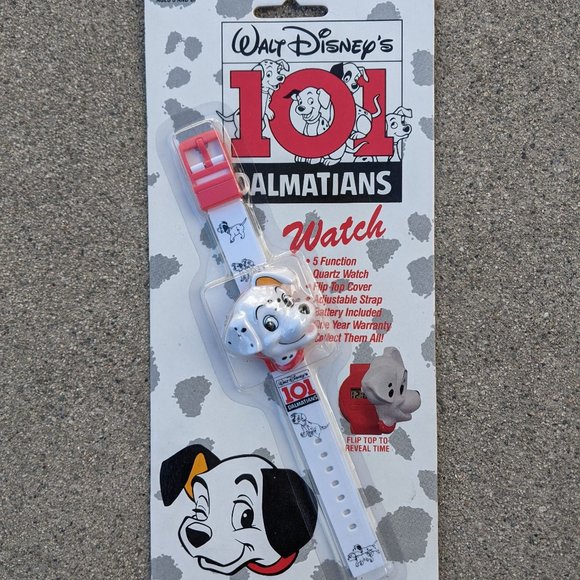 WALT DISNEY'S
101
DALMATIANS
Watch
• 5 Function
Quartz Watch
• Flip Top Cover
• Adjustable Strap
Battery Included
One Year Warranty
Collect Them All!
WALT DISNEY'S
101
DALMATIANS
FLIP TOP TO
REVEAL TIME